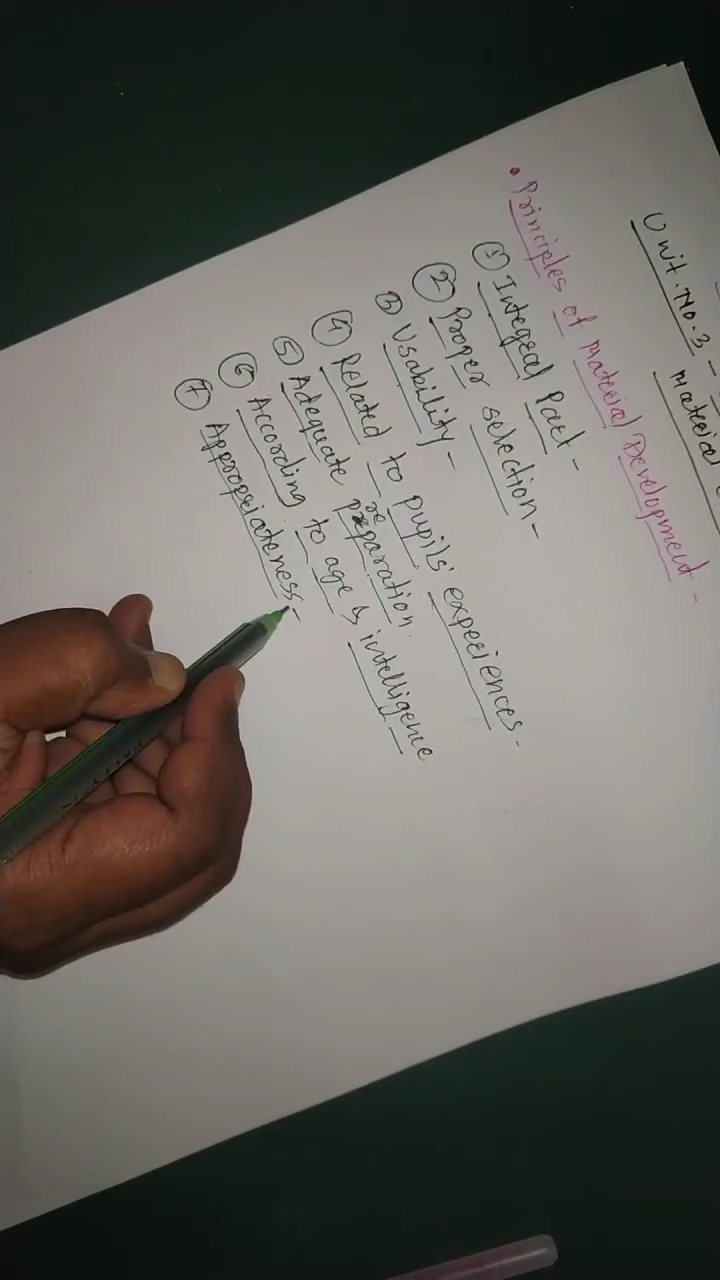 Unit.No.3 -
Material
• Principles of Material Development -
① Integral Part -
② Proper selection -
③ Usability -
④ Related to pupils' experiences -
⑤ Adequate preparation.
⑥ According to age & intelligence
⑦ Appropriateness -